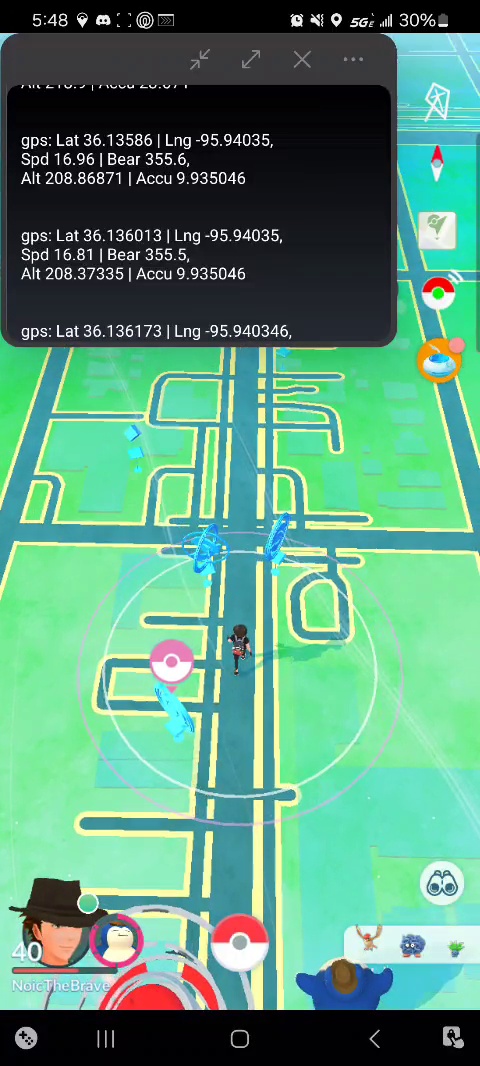 5:48
5GE
30%
gps: Lat 36.13586 | Lng -95.94035,
Spd 16.96 | Bear 355.6,
Alt 208.86871 | Accu 9.935046
gps: Lat 36.136013 | Lng -95.94035,
Spd 16.81 | Bear 355.5,
Alt 208.37335 | Accu 9.935046
gps: Lat 36.136173 | Lng -95.940346,
40
NoicTheBrave